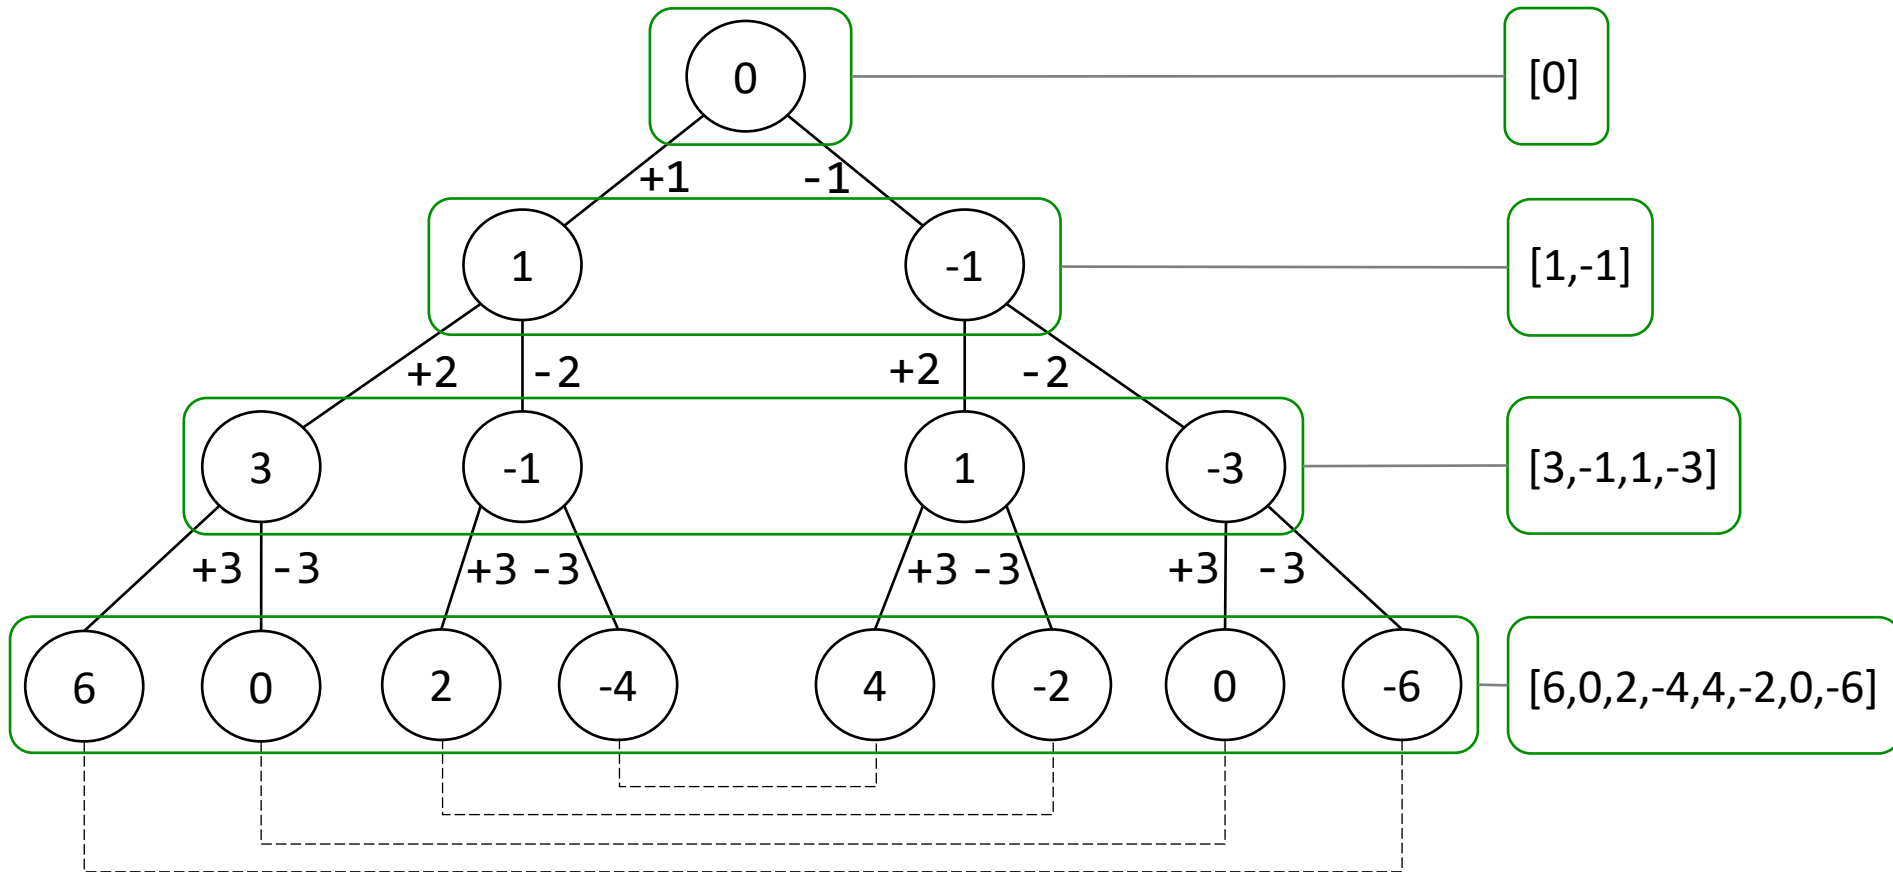 0 [0]
+1 -1
1 -1 [1,-1]
+2 -2 +2 -2
3 -1 1 -3 [3,-1,1,-3]
+3 -3 +3 -3 +3 -3 +3 -3
6 0 2 -4 4 -2 0 -6 [6,0,2,-4,4,-2,0,-6]